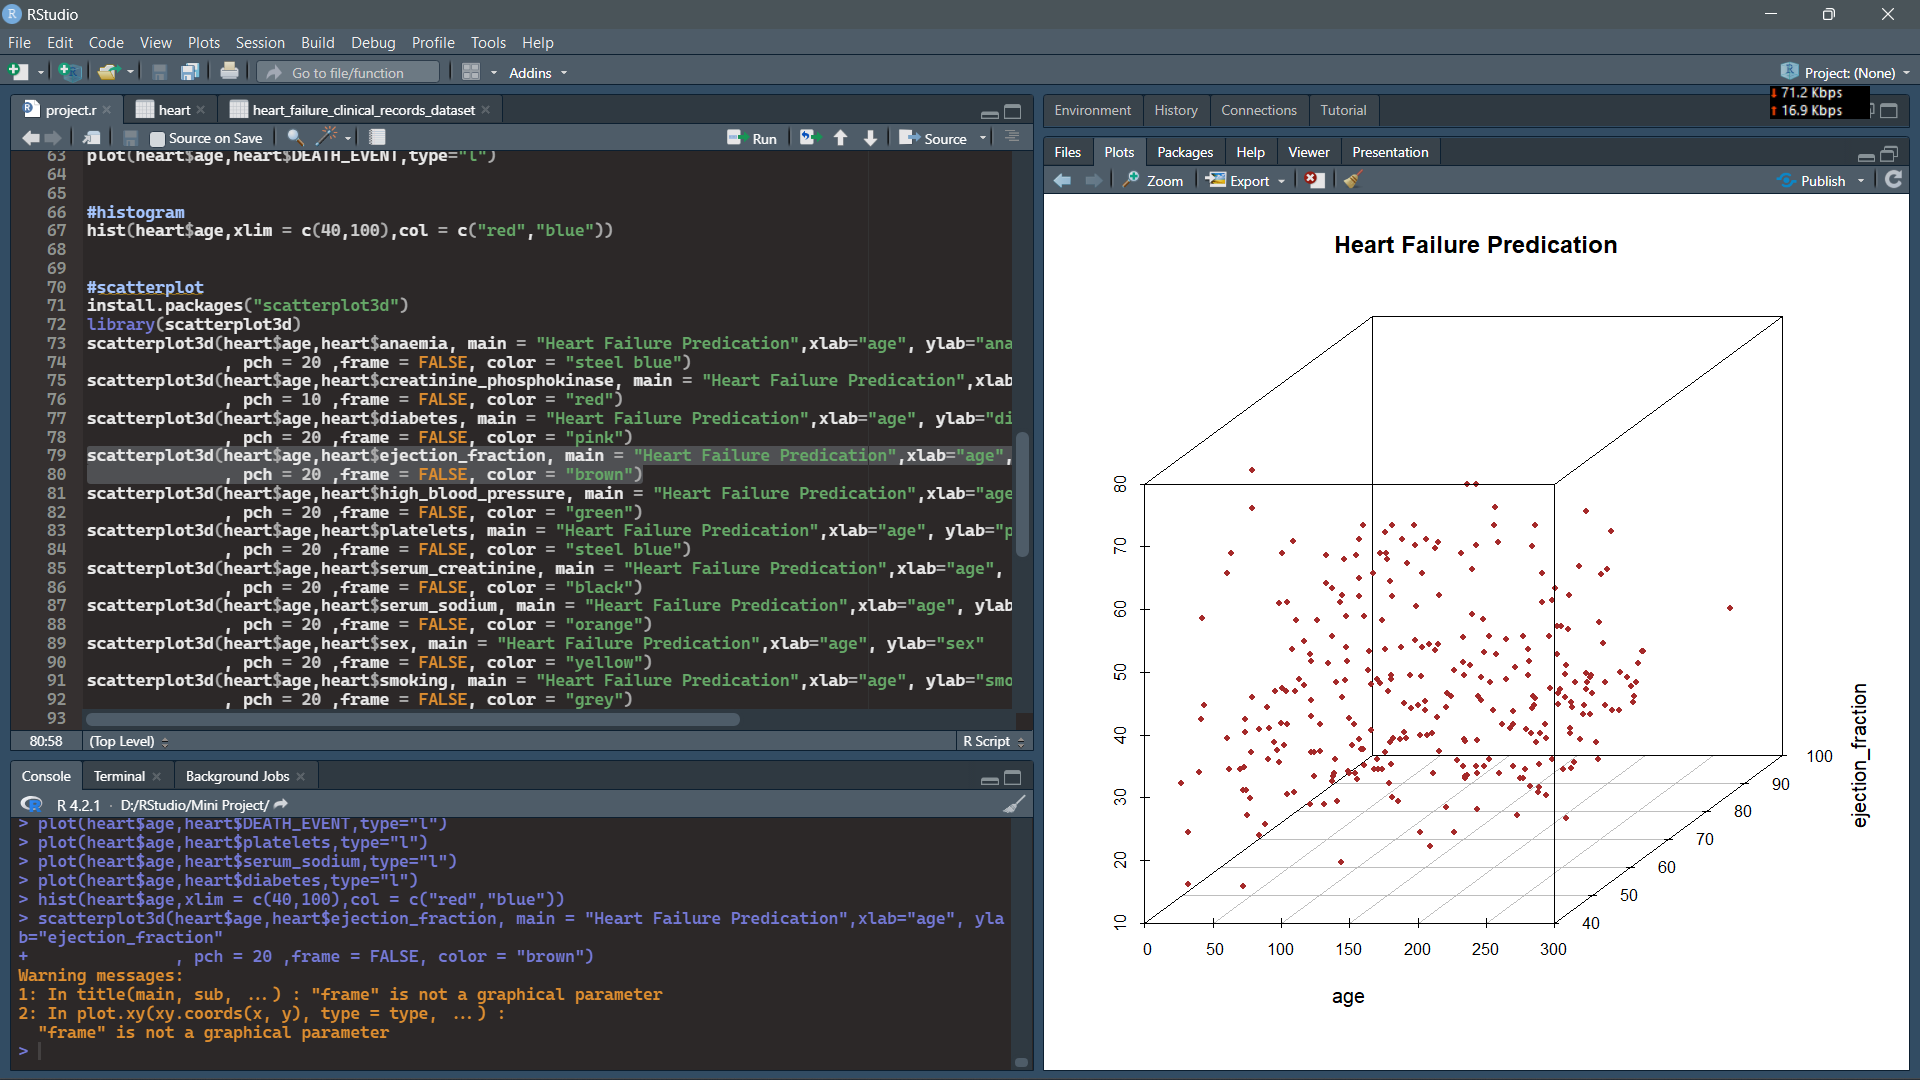 RStudio
File Edit Code View Plots Session Build Debug Profile Tools Help
Go to file/function
Addins
Project: (None)
71.2 Kbps
16.9 Kbps
project.r
heart
heart_failure_clinical_records_dataset
Source on Save
Run
Source
63 plot(heart$age,heart$DEATH_EVENT,type="l")
64
65
66 #histogram
67 hist(heart$age,xlim = c(40,100),col = c("red","blue"))
68
69
70 #scatterplot
71 install.packages("scatterplot3d")
72 library(scatterplot3d)
73 scatterplot3d(heart$age,heart$anaemia, main = "Heart Failure Predication",xlab="age", ylab="ana
74 , pch = 20 ,frame = FALSE, color = "steel blue")
75 scatterplot3d(heart$age,heart$creatinine_phosphokinase, main = "Heart Failure Predication",xlab
76 , pch = 10 ,frame = FALSE, color = "red")
77 scatterplot3d(heart$age,heart$diabetes, main = "Heart Failure Predication",xlab="age", ylab="di
78 , pch = 20 ,frame = FALSE, color = "pink")
79 scatterplot3d(heart$age,heart$ejection_fraction, main = "Heart Failure Predication",xlab="age",
80 , pch = 20 ,frame = FALSE, color = "brown")
81 scatterplot3d(heart$age,heart$high_blood_pressure, main = "Heart Failure Predication",xlab="age
82 , pch = 20 ,frame = FALSE, color = "green")
83 scatterplot3d(heart$age,heart$platelets, main = "Heart Failure Predication",xlab="age", ylab="p
84 , pch = 20 ,frame = FALSE, color = "steel blue")
85 scatterplot3d(heart$age,heart$serum_creatinine, main = "Heart Failure Predication",xlab="age",
86 , pch = 20 ,frame = FALSE, color = "black")
87 scatterplot3d(heart$age,heart$serum_sodium, main = "Heart Failure Predication",xlab="age", ylab
88 , pch = 20 ,frame = FALSE, color = "orange")
89 scatterplot3d(heart$age,heart$sex, main = "Heart Failure Predication",xlab="age", ylab="sex"
90 , pch = 20 ,frame = FALSE, color = "yellow")
91 scatterplot3d(heart$age,heart$smoking, main = "Heart Failure Predication",xlab="age", ylab="smo
92 , pch = 20 ,frame = FALSE, color = "grey")
93
80:58 (Top Level) R Script
Console Terminal Background Jobs
R 4.2.1 · D:/RStudio/Mini Project/
> plot(heart$age,heart$DEATH_EVENT,type="l")
> plot(heart$age,heart$platelets,type="l")
> plot(heart$age,heart$serum_sodium,type="l")
> plot(heart$age,heart$diabetes,type="l")
> hist(heart$age,xlim = c(40,100),col = c("red","blue"))
> scatterplot3d(heart$age,heart$ejection_fraction, main = "Heart Failure Predication",xlab="age", yla
b="ejection_fraction"
+ , pch = 20 ,frame = FALSE, color = "brown")
Warning messages:
1: In title(main, sub, ...) : "frame" is not a graphical parameter
2: In plot.xy(xy.coords(x, y), type = type, ...) :
"frame" is not a graphical parameter
>
Environment History Connections Tutorial
Files Plots Packages Help Viewer Presentation
Zoom Export Publish
Heart Failure Predication
80
70
60
50
40
30
20
10
0 50 100 150 200 250 300
40
50
60
70
80
90
100
ejection_fraction
age